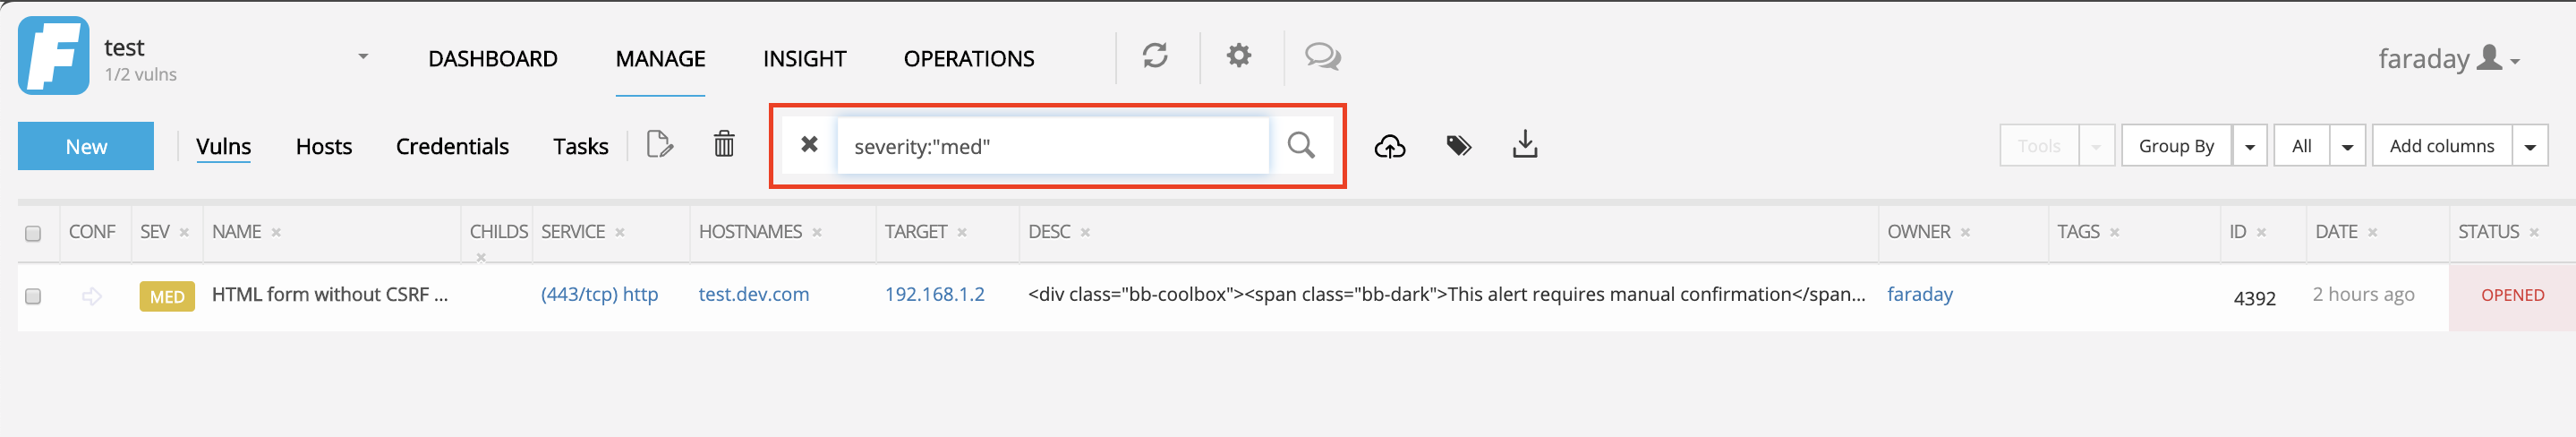 test
1/2 vulns
DASHBOARD MANAGE INSIGHT OPERATIONS
faraday
New Vulns Hosts Credentials Tasks severity:"med" Tools Group By All Add columns
CONF SEV NAME CHILDS SERVICE HOSTNAMES TARGET DESC OWNER TAGS ID DATE STATUS
MED HTML form without CSRF ... (443/tcp) http test.dev.com 192.168.1.2 <div class="bb-coolbox"><span class="bb-dark">This alert requires manual confirmation</span... faraday 4392 2 hours ago OPENED